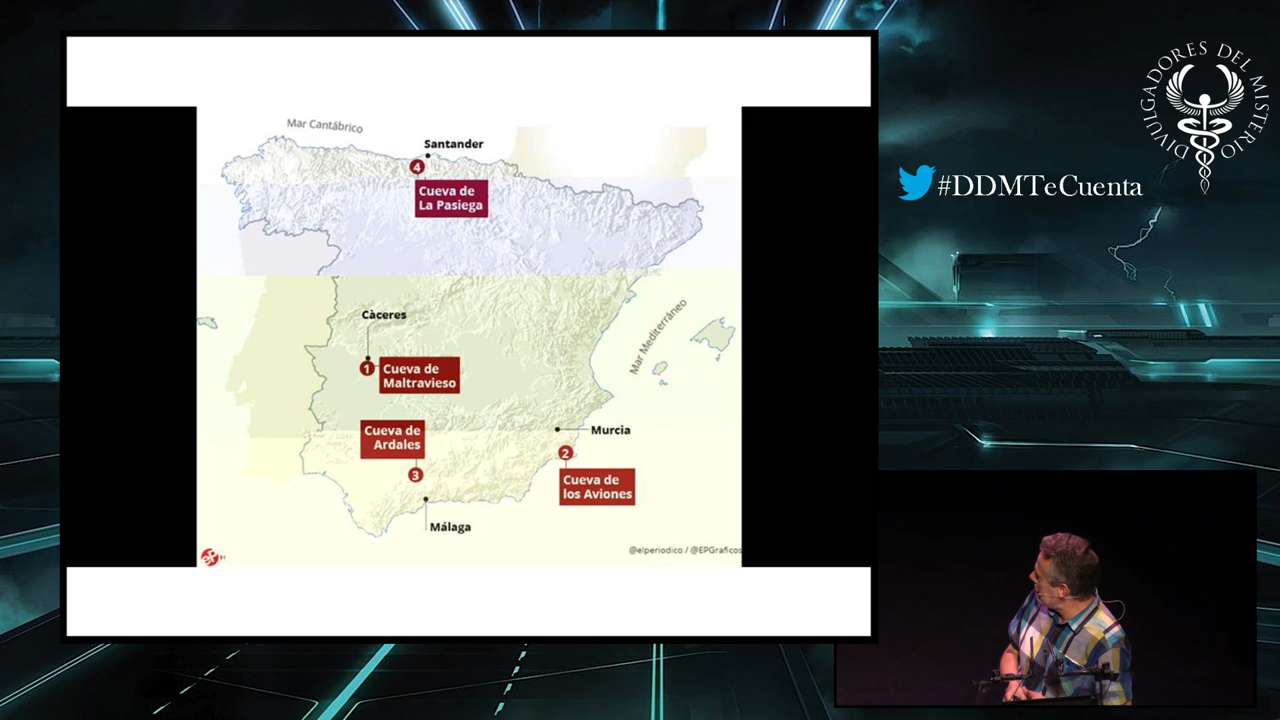 Mar Cantábrico
Santander
4
Cueva de
La Pasiega
Càceres
1
Cueva de
Maltravieso
Mar Mediterráneo
Cueva de
Ardales
3
Murcia
2
Cueva de
los Aviones
Málaga
eP
@elperiodico / @EPGraficos
#DDMTeCuenta
DIVULGADORES DEL MISTERIO